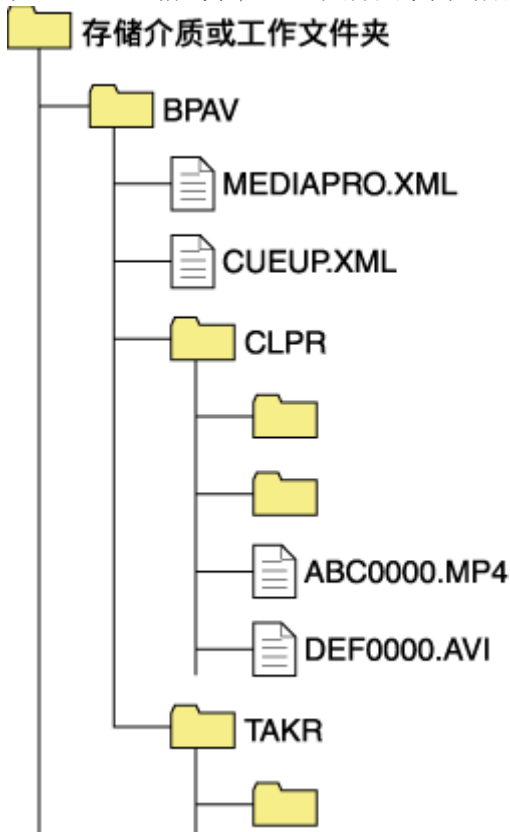 存储介质或工作文件夹
BPAV
MEDIAPRO.XML
CUEUP.XML
CLPR
ABC0000.MP4
DEF0000.AVI
TAKR